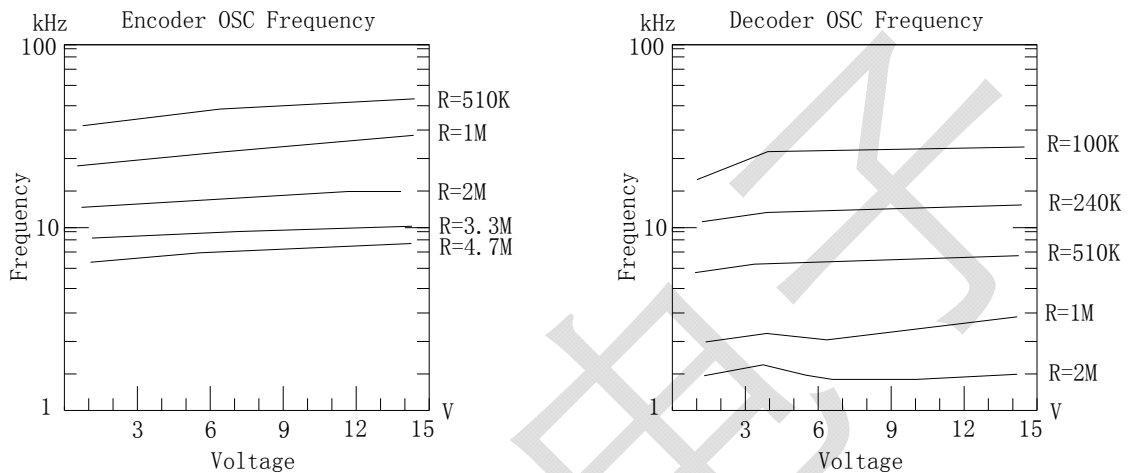 kHz Encoder OSC Frequency
100
R=510K
R=1M
R=2M
10
R=3.3M
R=4.7M
Frequency
1
3 6 9 12 15 V
Voltage
kHz Decoder OSC Frequency
100
R=100K
R=240K
10
R=510K
R=1M
R=2M
Frequency
1
3 6 9 12 15 V
Voltage
电子